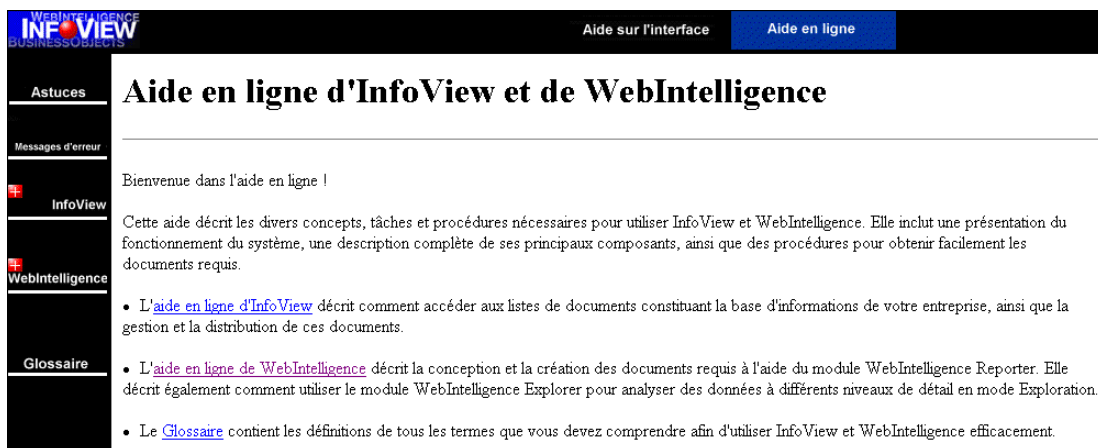 WEBINTELLIGENCE
INFOVIEW
BUSINESSOBJECTS
Aide sur l'interface
Aide en ligne
Astuces
Messages d'erreur
InfoView
WebIntelligence
Glossaire
Aide en ligne d'InfoView et de WebIntelligence
Bienvenue dans l'aide en ligne !
Cette aide décrit les divers concepts, tâches et procédures nécessaires pour utiliser InfoView et WebIntelligence. Elle inclut une présentation du
fonctionnement du système, une description complète de ses principaux composants, ainsi que des procédures pour obtenir facilement les
documents requis.
• L'aide en ligne d'InfoView décrit comment accéder aux listes de documents constituant la base d'informations de votre entreprise, ainsi que la
gestion et la distribution de ces documents.
• L'aide en ligne de WebIntelligence décrit la conception et la création des documents requis à l'aide du module WebIntelligence Reporter. Elle
décrit également comment utiliser le module WebIntelligence Explorer pour analyser des données à différents niveaux de détail en mode Exploration.
• Le Glossaire contient les définitions de tous les termes que vous devez comprendre afin d'utiliser InfoView et WebIntelligence efficacement.